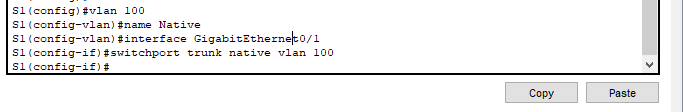 S1(config)#vlan 100
S1(config-vlan)#name Native
S1(config-vlan)#interface GigabitEthernet0/1
S1(config-if)#switchport trunk native vlan 100
S1(config-if)#
Copy Paste